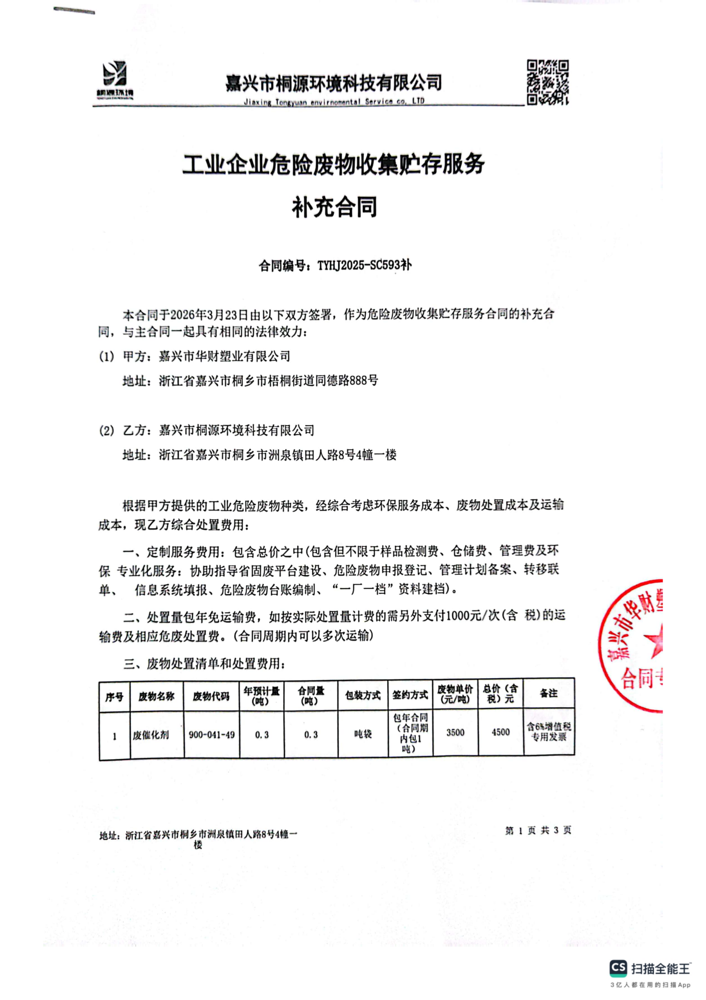 桐源环境
嘉兴市桐源环境科技有限公司
Jiaxing Tongyuan envirnomental Service co, LTD
工业企业危险废物收集贮存服务
补充合同
合同编号：TYHJ2025-SC593补
本合同于2026年3月23日由以下双方签署，作为危险废物收集贮存服务合同的补充合
同，与主合同一起具有相同的法律效力：
(1) 甲方：嘉兴市华财塑业有限公司
地址：浙江省嘉兴市桐乡市梧桐街道同德路888号
(2) 乙方：嘉兴市桐源环境科技有限公司
地址：浙江省嘉兴市桐乡市洲泉镇田人路8号4幢一楼
根据甲方提供的工业危险废物种类，经综合考虑环保服务成本、废物处置成本及运输
成本，现乙方综合处置费用：
一、定制服务费用：包含总价之中(包含但不限于样品检测费、仓储费、管理费及环
保 专业化服务：协助指导省固废平台建设、危险废物申报登记、管理计划备案、转移联
单、 信息系统填报、危险废物台账编制、“一厂一档”资料建档)。
二、处置量包年免运输费，如按实际处置量计费的需另外支付1000元/次(含 税)的运
输费及相应危废处置费。(合同周期内可以多次运输)
三、废物处置清单和处置费用：
序号 废物名称 废物代码 年预计量(吨) 合同量(吨) 包装方式 签约方式 废物单价(元/吨) 总价（含税）元 备注
1 废催化剂 900-041-49 0.3 0.3 吨袋 包年合同（合同期内包1吨） 3500 4500 含6%增值税专用发票
嘉兴市华财塑
合同专
地址：浙江省嘉兴市桐乡市洲泉镇田人路8号4幢一
楼
第 1 页 共 3 页
CS 扫描全能王
3亿人都在用的扫描App